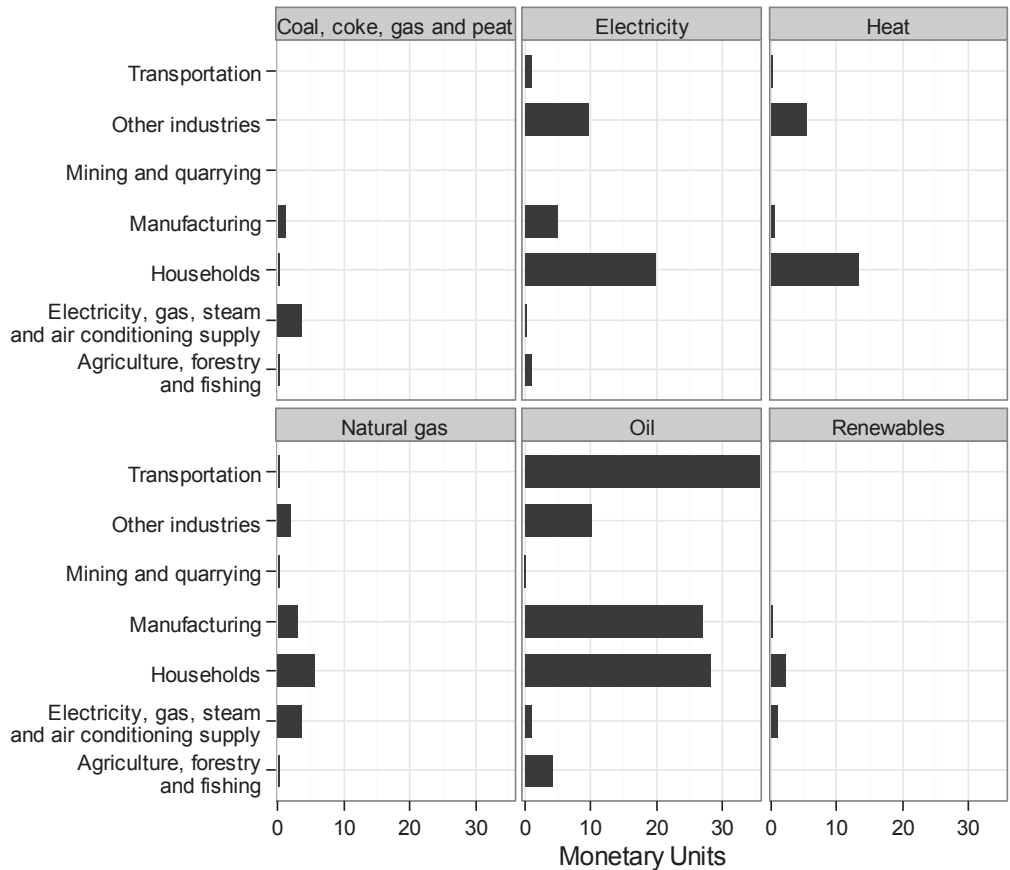 Coal, coke, gas and peat Electricity Heat
Transportation
Other industries
Mining and quarrying
Manufacturing
Households
Electricity, gas, steam
and air conditioning supply
Agriculture, forestry
and fishing
Natural gas Oil Renewables
Transportation
Other industries
Mining and quarrying
Manufacturing
Households
Electricity, gas, steam
and air conditioning supply
Agriculture, forestry
and fishing
0 10 20 30 0 10 20 30 0 10 20 30
Monetary Units